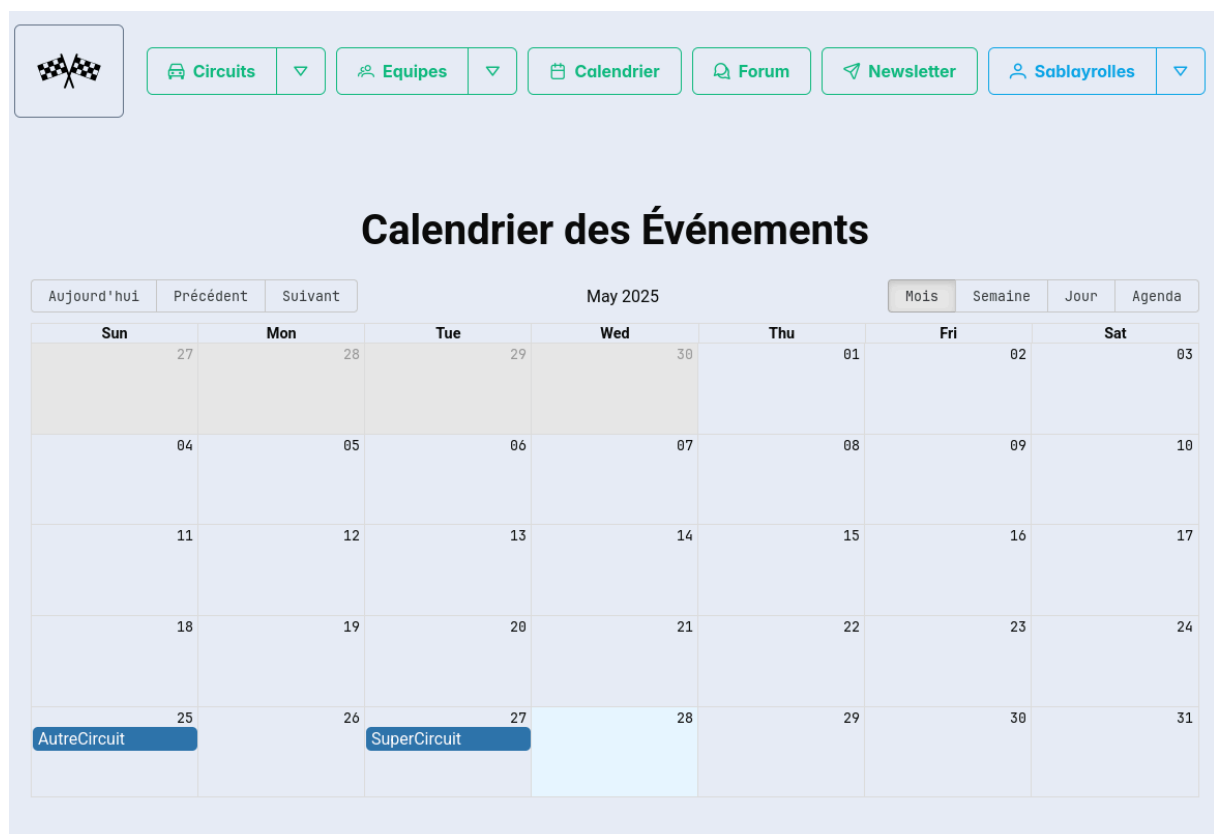 Circuits Equipes Calendrier Forum Newsletter Sablayrolles
Calendrier des Événements
Aujourd'hui Précédent Suivant May 2025 Mois Semaine Jour Agenda
Sun Mon Tue Wed Thu Fri Sat
27 28 29 30 01 02 03
04 05 06 07 08 09 10
11 12 13 14 15 16 17
18 19 20 21 22 23 24
25 26 27 28 29 30 31
AutreCircuit SuperCircuit